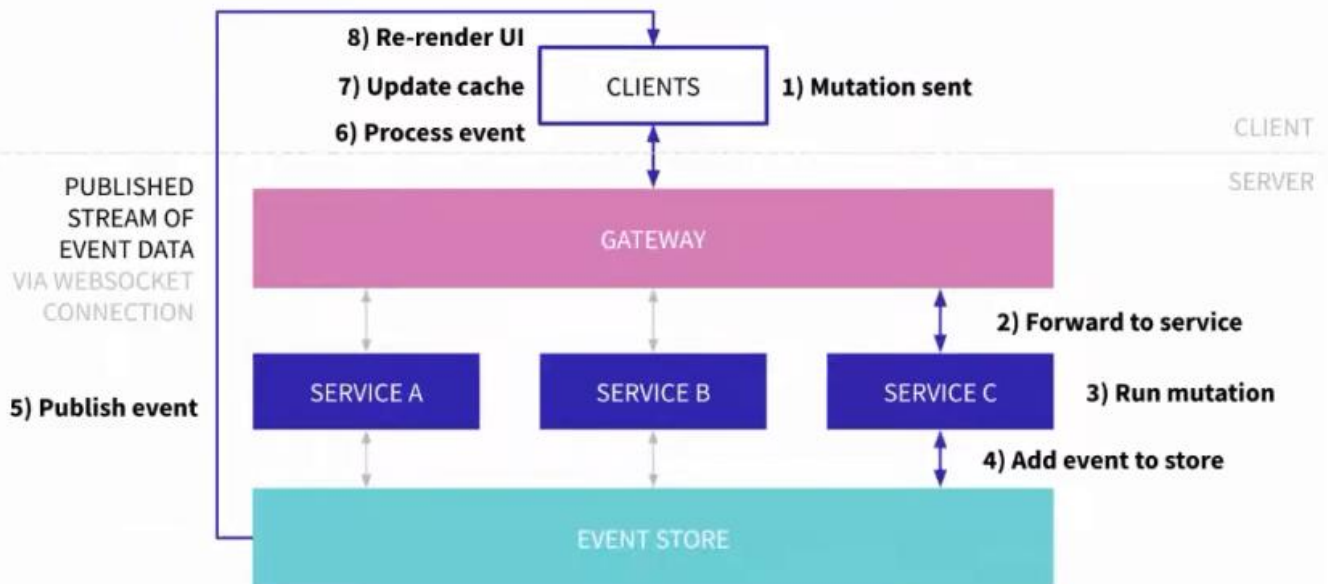 8) Re-render UI
7) Update cache
CLIENTS
1) Mutation sent
6) Process event
CLIENT
SERVER
PUBLISHED
STREAM OF
EVENT DATA
VIA WEBSOCKET
CONNECTION
GATEWAY
2) Forward to service
5) Publish event
SERVICE A
SERVICE B
SERVICE C
3) Run mutation
4) Add event to store
EVENT STORE